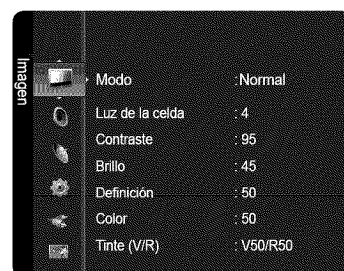 Imagen
Modo :Normal
Luz de la celda : 4
Contraste : 95
Brillo : 45
Definición : 50
Color : 50
Tinte (V/R) : V50/R50